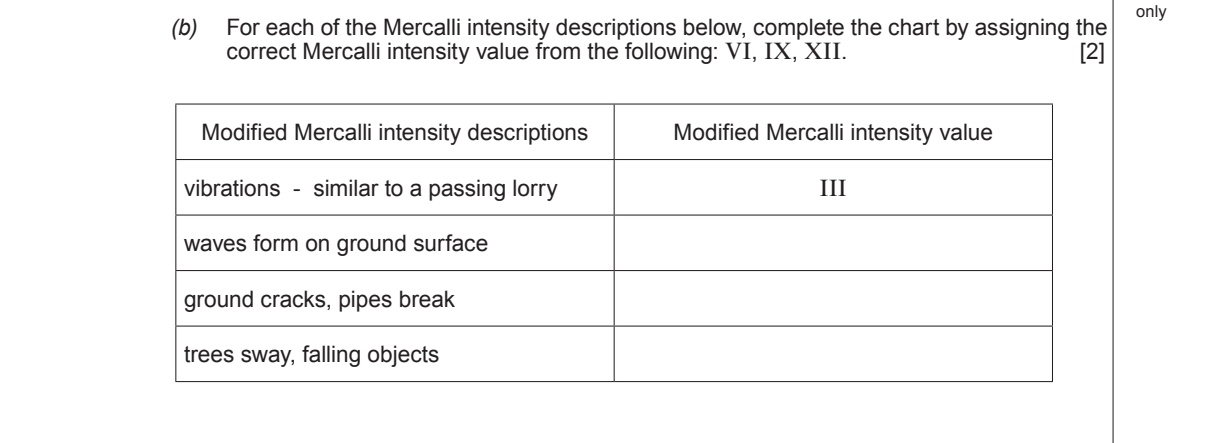 only
(b) For each of the Mercalli intensity descriptions below, complete the chart by assigning the
correct Mercalli intensity value from the following: VI, IX, XII. [2]
Modified Mercalli intensity descriptions Modified Mercalli intensity value
vibrations - similar to a passing lorry III
waves form on ground surface
ground cracks, pipes break
trees sway, falling objects